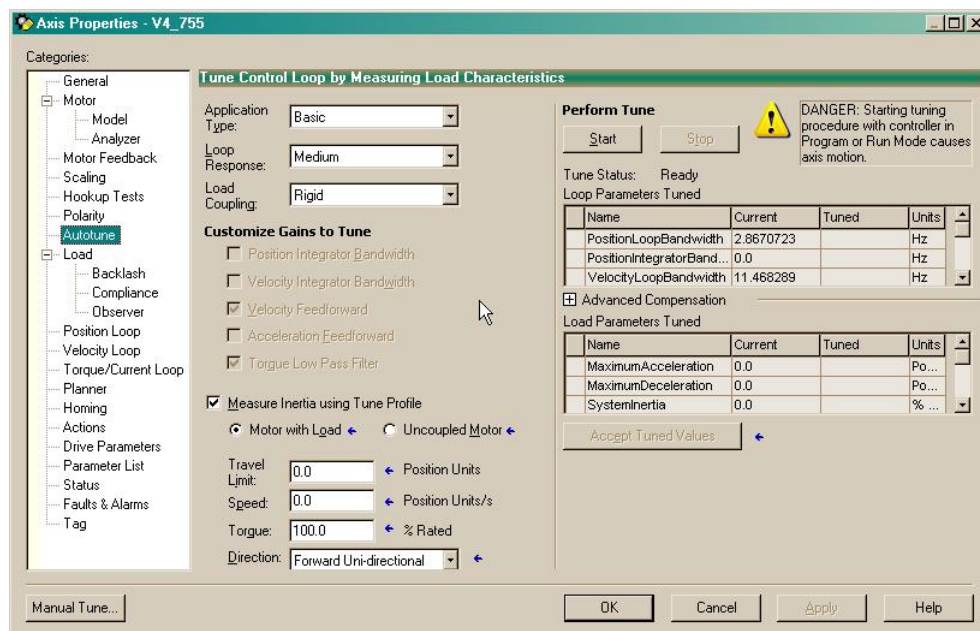 Axis Properties - V4_755
Categories:
General
Motor
Model
Analyzer
Motor Feedback
Scaling
Hookup Tests
Polarity
Autotune
Load
Backlash
Compliance
Observer
Position Loop
Velocity Loop
Torque/Current Loop
Planner
Homing
Actions
Drive Parameters
Parameter List
Status
Faults & Alarms
Tag
Tune Control Loop by Measuring Load Characteristics
Application
Type:
Basic
Loop
Response:
Medium
Load
Coupling:
Rigid
Customize Gains to Tune
Position Integrator Bandwidth
Velocity Integrator Bandwidth
Velocity Feedforward
Acceleration Feedforward
Torque Low Pass Filter
Measure Inertia using Tune Profile
Motor with Load
Uncoupled Motor
Travel
Limit:
0.0
Position Units
Speed:
0.0
Position Units/s
Torque:
100.0
% Rated
Direction:
Forward Uni-directional
Perform Tune
Start
Stop
DANGER: Starting tuning
procedure with controller in
Program or Run Mode causes
axis motion.
Tune Status: Ready
Loop Parameters Tuned
Name Current Tuned Units
PositionLoopBandwidth 2.8670723 Hz
PositionIntegratorBand... 0.0 Hz
VelocityLoopBandwidth 11.468289 Hz
Advanced Compensation
Load Parameters Tuned
Name Current Tuned Units
MaximumAcceleration 0.0 Po...
MaximumDeceleration 0.0 Po...
SystemInertia 0.0 % ...
Accept Tuned Values
Manual Tune...
OK
Cancel
Apply
Help